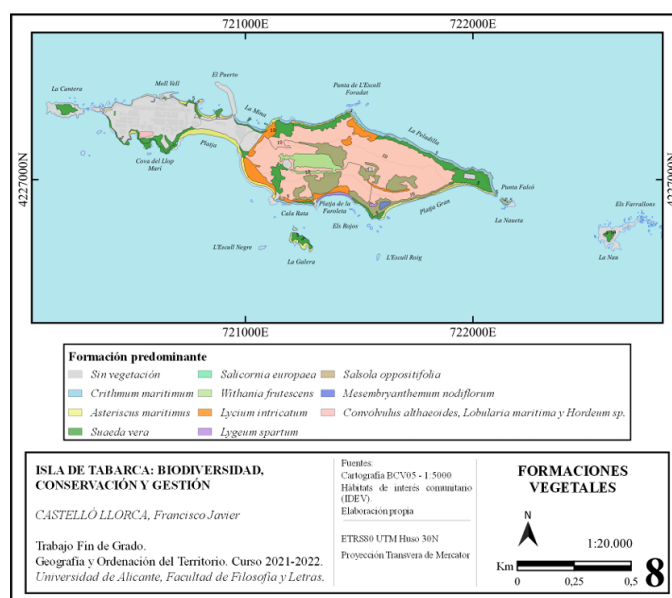 721000E
722000E
4227000N
4227000N
La Cantera
Moll Vell
El Puerto
La Mina
Punta de l'Escull
Foradat
La Peladilla
Cova del Llop
Marí
Platja
Punta Falcó
La Naueta
Els Farrallons
La Nau
Cala Rata
Platja de la
Faroleta
Els Rojos
Platja Gran
L'Escull Negre
La Galera
L'Escull Roig
721000E
722000E
Formación predominante
Sin vegetación
Salicornia europaea
Salsola oppositifolia
Crithmum maritimum
Withania frutescens
Mesembryanthemum nodiflorum
Asteriscus maritimus
Lycium intricatum
Convolvulus althaeoides, Lobularia maritima y Hordeum sp.
Suaeda vera
Lygeum spartum
ISLA DE TABARCA: BIODIVERSIDAD,
CONSERVACIÓN Y GESTIÓN
CASTELLÓ LLORCA, Francisco Javier
Trabajo Fin de Grado.
Geografía y Ordenación del Territorio. Curso 2021-2022.
Universidad de Alicante, Facultad de Filosofía y Letras.
Fuentes:
Cartografía BCV05 - 1:5000
Hábitats de interés comunitario
(IDEV).
Elaboración propia
ETRS80 UTM Huso 30N
Proyección Transvera de Mercator
FORMACIONES
VEGETALES
N
1:20.000
Km
0 0,25 0,5
8